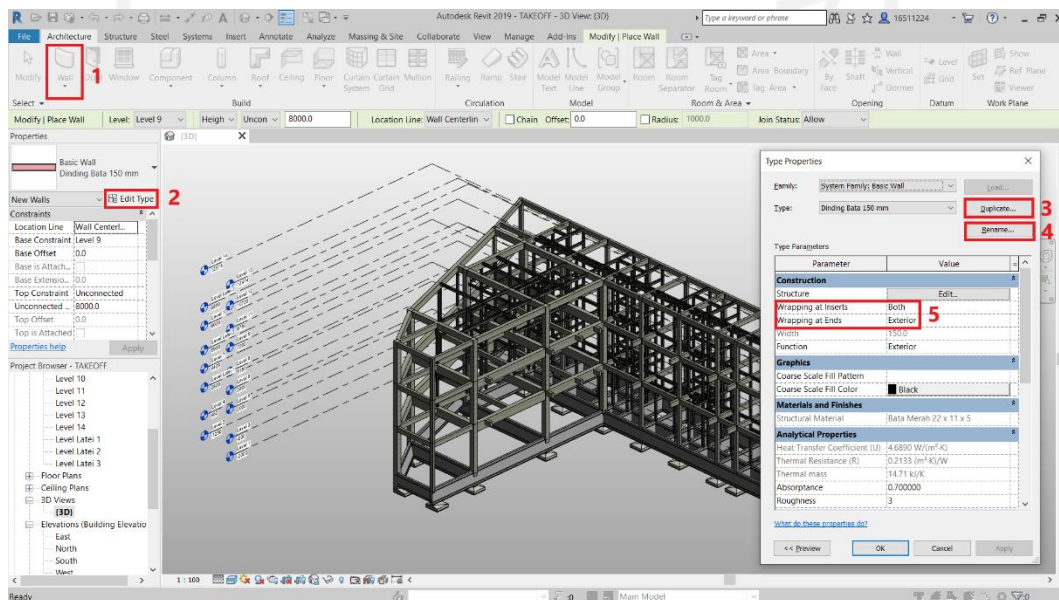 Autodesk Revit 2019 - TAKEOFF - 3D View: {3D}
Type a keyword or phrase
16511224
File Architecture Structure Steel Systems Insert Annotate Analyze Massing & Site Collaborate View Manage Add-Ins Modify | Place Wall
Modify Wall Door Window Component Column Roof Ceiling Floor Curtain System Curtain Grid Mullion Railing Ramp Stair Model Text Model Line Model Group Room Room Separator Tag Room Area Area Boundary Tag Area By Face Shaft Wall Vertical Dormer Level Grid Set Show Ref Plane Viewer
1
Select Build Circulation Model Room & Area Opening Datum Work Plane
Modify | Place Wall Level: Level 9 Heigh Uncon 8000.0 Location Line: Wall Centerlin Chain Offset: 0.0 Radius: 1000.0 Join Status: Allow
Properties
{3D}
Basic Wall
Dinding Bata 150 mm
New Walls Edit Type 2
Constraints
Location Line Wall Centerl...
Base Constraint Level 9
Base Offset 0.0
Base is Attach...
Base Extensio... 0.0
Top Constraint Unconnected
Unconnected ... 8000.0
Top Offset 0.0
Top is Attached
Properties help Apply
Project Browser - TAKEOFF
Level 10
Level 11
Level 12
Level 13
Level 14
Level Latei 1
Level Latei 2
Level Latei 3
Floor Plans
Ceiling Plans
3D Views
{3D}
Elevations (Building Elevatio
East
North
South
West
Type Properties
Family: System Family: Basic Wall Load...
Type: Dinding Bata 150 mm Duplicate... 3
Rename... 4
Type Parameters
Parameter Value =
Construction
Structure Edit...
Wrapping at Inserts Both
Wrapping at Ends Exterior
5
Width 150.0
Function Exterior
Graphics
Coarse Scale Fill Pattern
Coarse Scale Fill Color Black
Materials and Finishes
Structural Material Bata Merah 22 x 11 x 5
Analytical Properties
Heat Transfer Coefficient (U) 4.6890 W/(m²·K)
Thermal Resistance (R) 0.2133 (m²·K)/W
Thermal mass 14.71 kJ/K
Absorptance 0.700000
Roughness 3
What do these properties do?
<< Preview OK Cancel Apply
1 : 100
Ready :0 Main Model :0